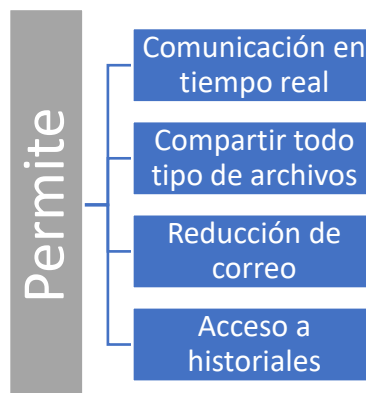 Permite
Comunicación en
tiempo real
Compartir todo
tipo de archivos
Reducción de
correo
Acceso a
historiales